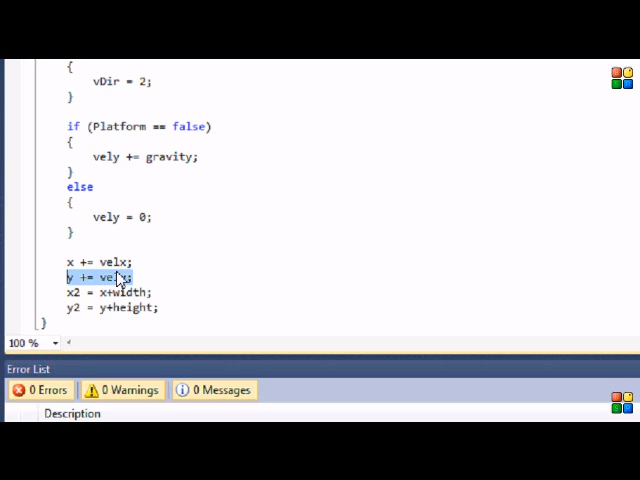 {
vDir = 2;
}
if (Platform == false)
{
vely += gravity;
}
else
{
vely = 0;
}
x += velx;
y += vely;
x2 = x+width;
y2 = y+height;
}
100 %
Error List
0 Errors
0 Warnings
0 Messages
Description